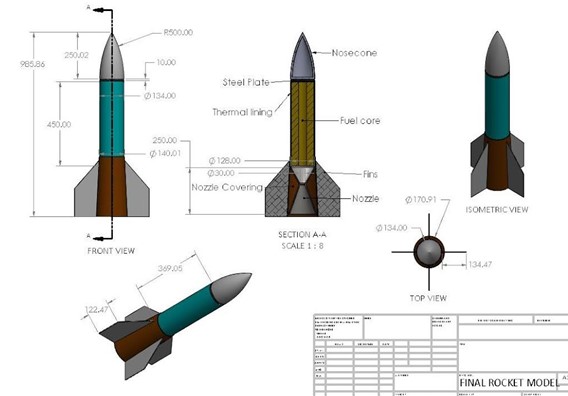 A
R500.00
250.02
985.86
10.00
Ø134.00
450.00
Ø140.01
A
FRONT VIEW
Nosecone
Steel Plate
Thermal lining
Fuel core
250.00
Ø128.00
Ø30.00
Fins
Nozzle Covering
Nozzle
SECTION A-A
SCALE 1 : 8
ISOMETRIC VIEW
Ø170.91
Ø134.00
134.47
TOP VIEW
369.05
122.47
FINAL ROCKET MODEL